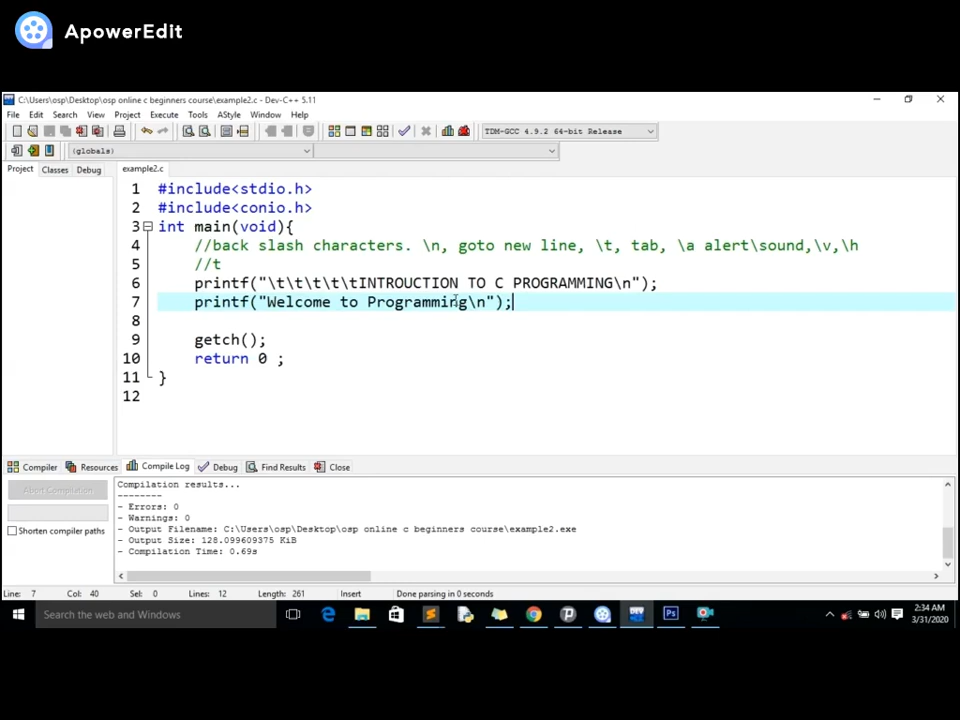 ApowerEdit
C:\Users\osp\Desktop\osp online c beginners course\example2.c - Dev-C++ 5.11
File Edit Search View Project Execute Tools AStyle Window Help
TDM-GCC 4.9.2 64-bit Release
(globals)
Project Classes Debug example2.c
1 #include<stdio.h>
2 #include<conio.h>
3 int main(void){
4 //back slash characters. \n, goto new line, \t, tab, \a alert\sound,\v,\h
5 //t
6 printf("\t\t\t\t\tINTROUCTION TO C PROGRAMMING\n");
7 printf("Welcome to Programming\n");
8
9 getch();
10 return 0 ;
11 }
12
Compiler Resources Compile Log Debug Find Results Close
Abort Compilation
Shorten compiler paths
Compilation results...
--------
- Errors: 0
- Warnings: 0
- Output Filename: C:\Users\osp\Desktop\osp online c beginners course\example2.exe
- Output Size: 128.099609375 KiB
- Compilation Time: 0.69s
Line: 7 Col: 40 Sel: 0 Lines: 12 Length: 261 Insert Done parsing in 0 seconds
Search the web and Windows
DEV
Ps
2:34 AM
3/31/2020